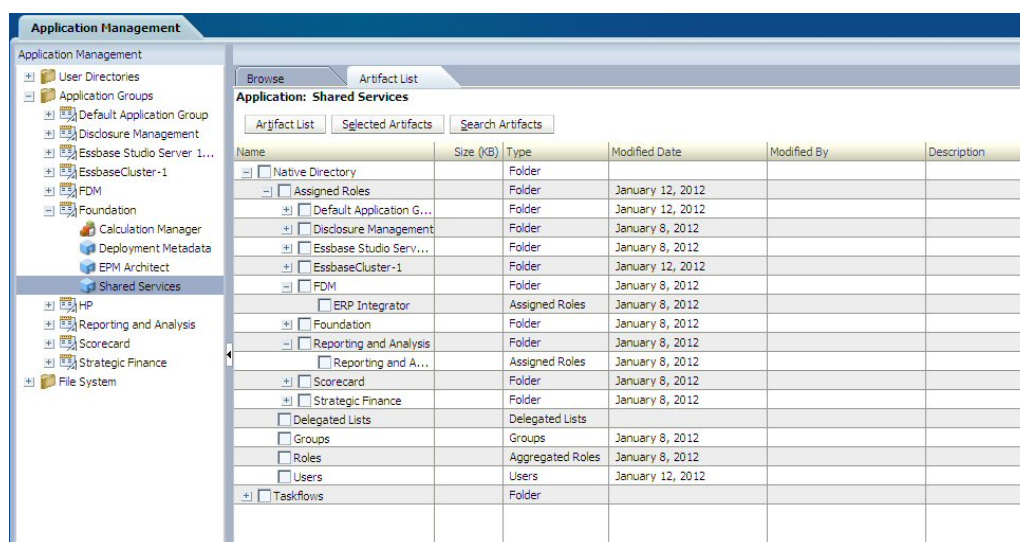 Application Management
Application Management
User Directories
Application Groups
Default Application Group
Disclosure Management
Essbase Studio Server 1...
EssbaseCluster-1
FDM
Foundation
Calculation Manager
Deployment Metadata
EPM Architect
Shared Services
HP
Reporting and Analysis
Scorecard
Strategic Finance
File System
Browse Artifact List
Application: Shared Services
Artifact List Selected Artifacts Search Artifacts
Name Size (KB) Type Modified Date Modified By Description
Native Directory Folder
Assigned Roles Folder January 12, 2012
Default Application G... Folder January 12, 2012
Disclosure Management Folder January 8, 2012
Essbase Studio Serv... Folder January 8, 2012
EssbaseCluster-1 Folder January 12, 2012
FDM Folder January 8, 2012
ERP Integrator Assigned Roles January 8, 2012
Foundation Folder January 8, 2012
Reporting and Analysis Folder January 8, 2012
Reporting and A... Assigned Roles January 8, 2012
Scorecard Folder January 8, 2012
Strategic Finance Folder January 8, 2012
Delegated Lists Delegated Lists
Groups Groups January 8, 2012
Roles Aggregated Roles January 8, 2012
Users Users January 12, 2012
Taskflows Folder